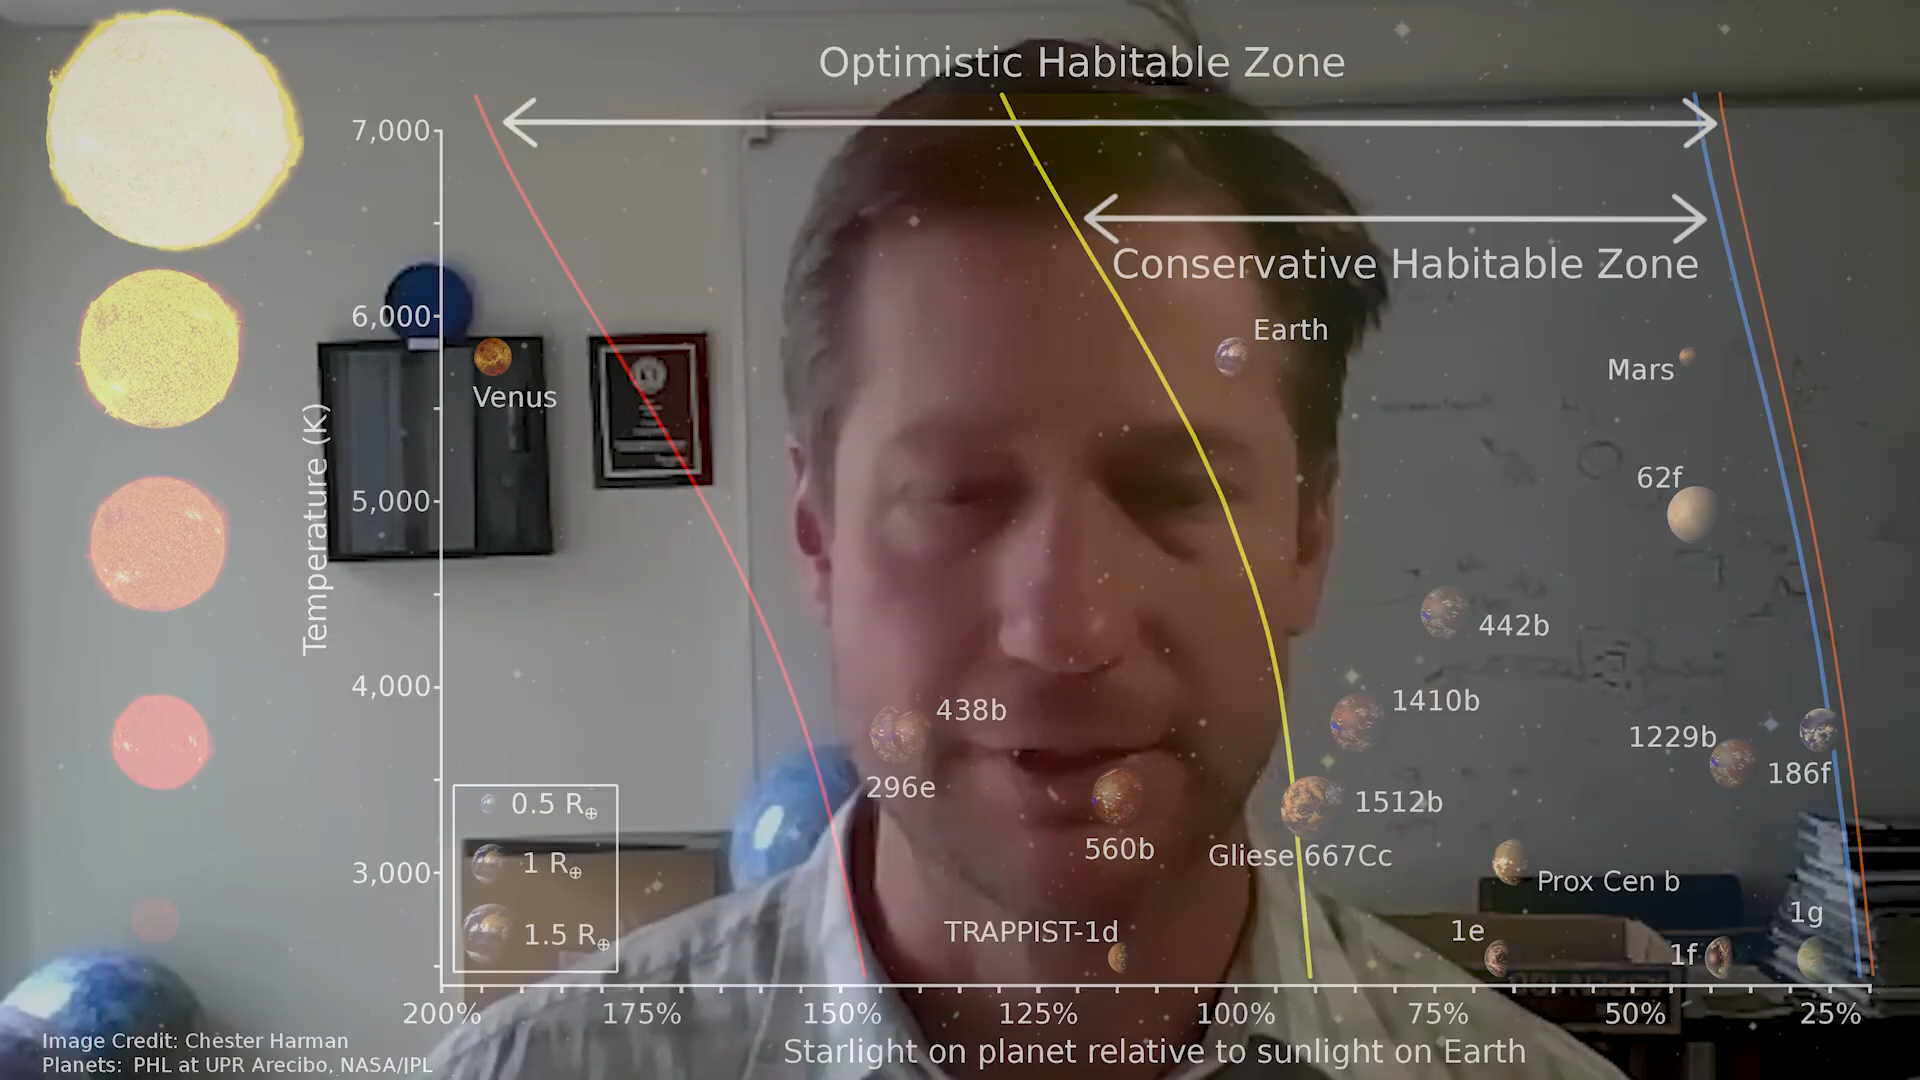 Optimistic Habitable Zone
7,000
Conservative Habitable Zone
6,000
Earth
Mars
Venus
62f
5,000
Temperature (K)
442b
4,000
1410b
438b
1229b
186f
296e
1512b
0.5 R⊕
560b
Gliese 667Cc
1 R⊕
3,000
Prox Cen b
1g
TRAPPIST-1d
1e
1.5 R⊕
1f
200% 175% 150% 125% 100% 75% 50% 25%
Starlight on planet relative to sunlight on Earth
Image Credit: Chester Harman
Planets: PHL at UPR Arecibo, NASA/JPL